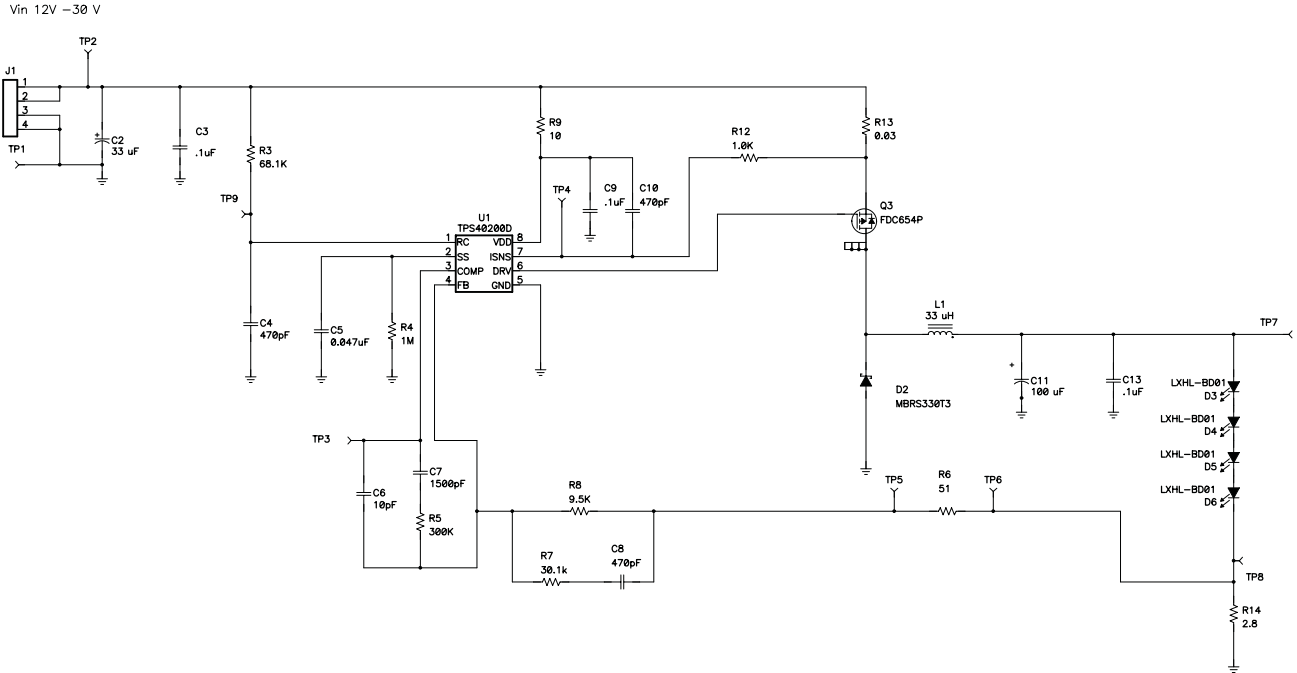 Vin 12V –30 V
TP2
J1
1
2
3
4
TP1
C2
33 uF
C3
.1uF
R3
68.1K
TP9
C4
470pF
R9
10
TP4
C9
.1uF
C10
470pF
R12
1.0K
R13
0.03
Q3
FDC654P
U1
TPS40200D
1 RC VDD 8
2 SS ISNS 7
3 COMP DRV 6
4 FB GND 5
C5
0.047uF
R4
1M
L1
33 uH
TP7
D2
MBRS330T3
C11
100 uF
C13
.1uF
LXHL–BD01
D3
LXHL–BD01
D4
LXHL–BD01
D5
LXHL–BD01
D6
TP3
C6
10pF
C7
1500pF
R5
300K
R8
9.5K
R7
30.1k
C8
470pF
TP5
R6
51
TP6
TP8
R14
2.8